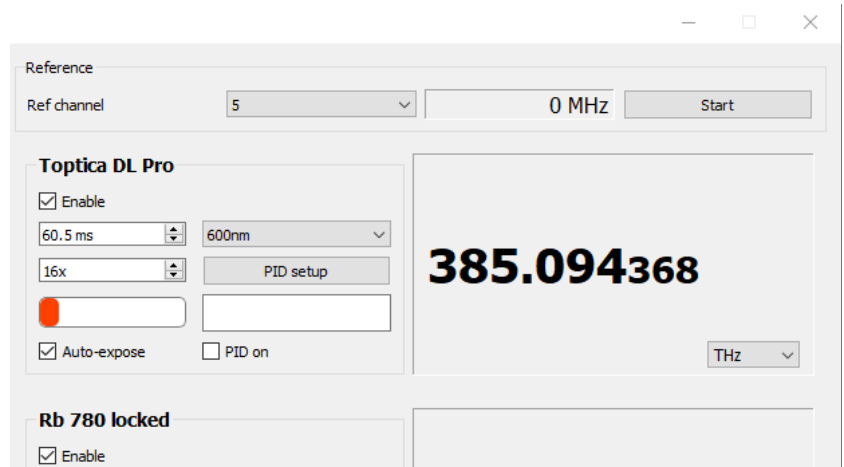 Reference
Ref channel 5 0 MHz Start
Toptica DL Pro
Enable
60.5 ms 600nm
16x PID setup
385.094368
Auto-expose PID on
THz
Rb 780 locked
Enable